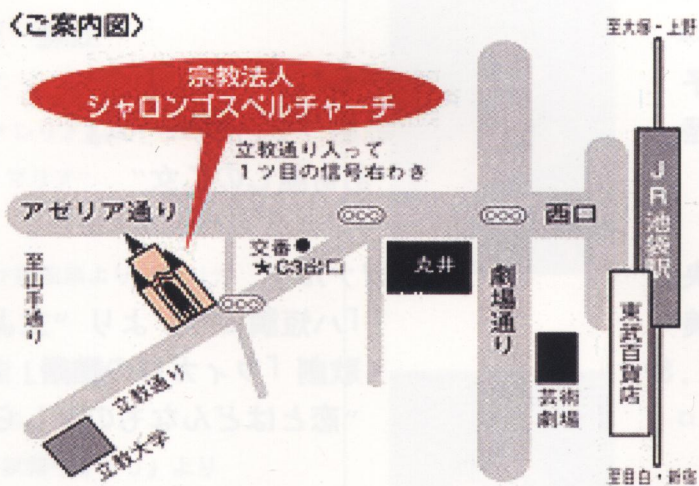 〈ご案内図〉
至大塚・上野
宗教法人
シャロンゴスペルチャーチ
立教通り入って
1ツ目の信号右わき
JR池袋駅
アゼリア通り
西口
交番
★C3出口
丸井
至山手通り
劇場通り
東武百貨店
立教通り
芸術
劇場
立教大学
至目白・新宿